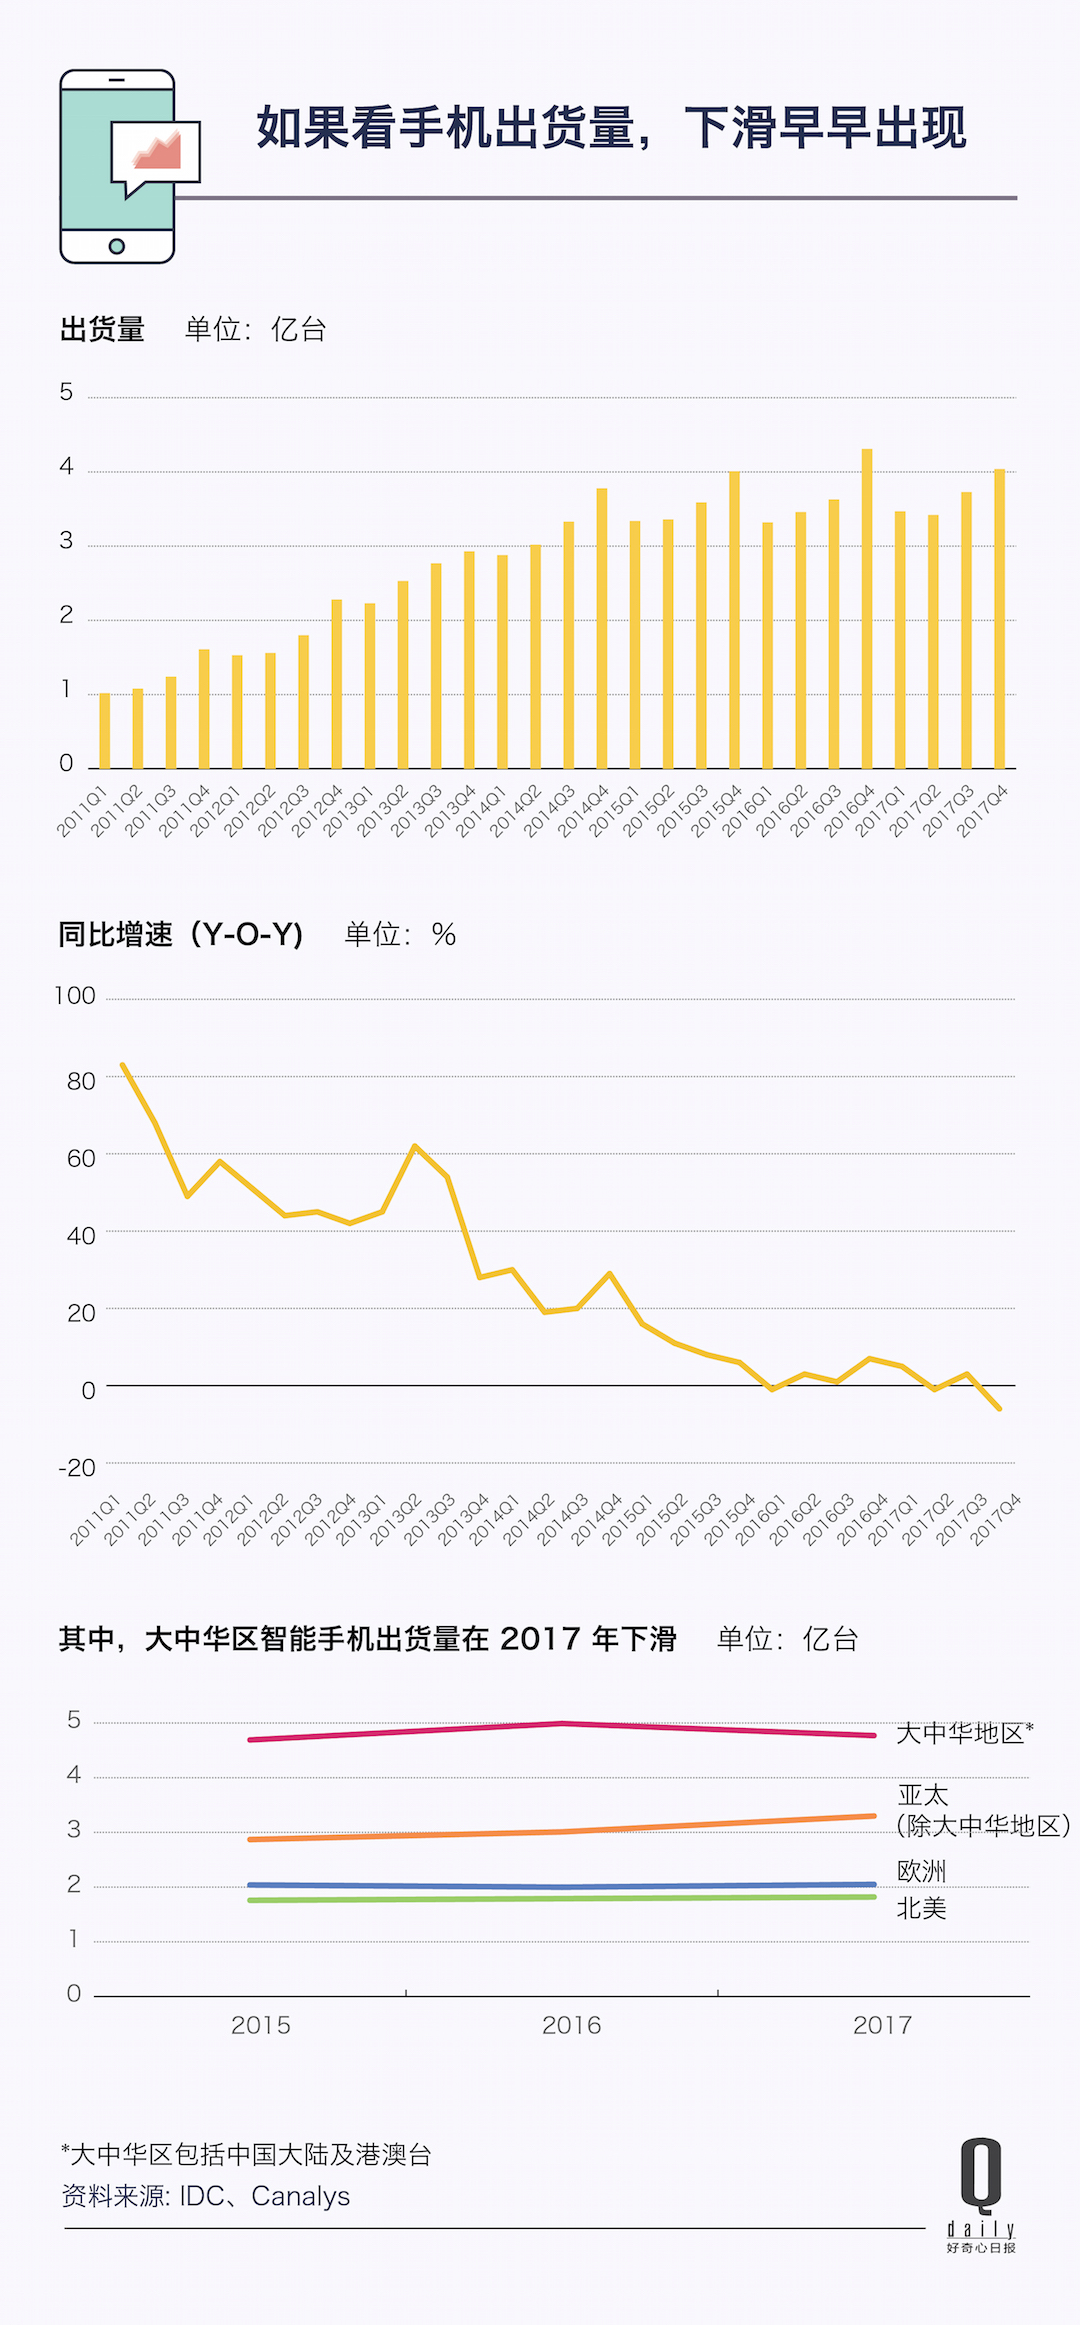 如果看手机出货量，下滑早早出现
出货量 单位：亿台
5
4
3
2
1
0
2011Q1 2011Q2 2011Q3 2011Q4 2012Q1 2012Q2 2012Q3 2012Q4 2013Q1 2013Q2 2013Q3 2013Q4 2014Q1 2014Q2 2014Q3 2014Q4 2015Q1 2015Q2 2015Q3 2015Q4 2016Q1 2016Q2 2016Q3 2016Q4 2017Q1 2017Q2 2017Q3 2017Q4
同比增速（Y-O-Y) 单位：%
100
80
60
40
20
0
-20
2011Q1 2011Q2 2011Q3 2011Q4 2012Q1 2012Q2 2012Q3 2012Q4 2013Q1 2013Q2 2013Q3 2013Q4 2014Q1 2014Q2 2014Q3 2014Q4 2015Q1 2015Q2 2015Q3 2015Q4 2016Q1 2016Q2 2016Q3 2016Q4 2017Q1 2017Q2 2017Q3 2017Q4
其中，大中华区智能手机出货量在 2017 年下滑 单位：亿台
5
大中华地区*
4
亚太
（除大中华地区）
3
欧洲
2
北美
1
0
2015 2016 2017
*大中华区包括中国大陆及港澳台
资料来源: IDC、Canalys
Q
daily
好奇心日报